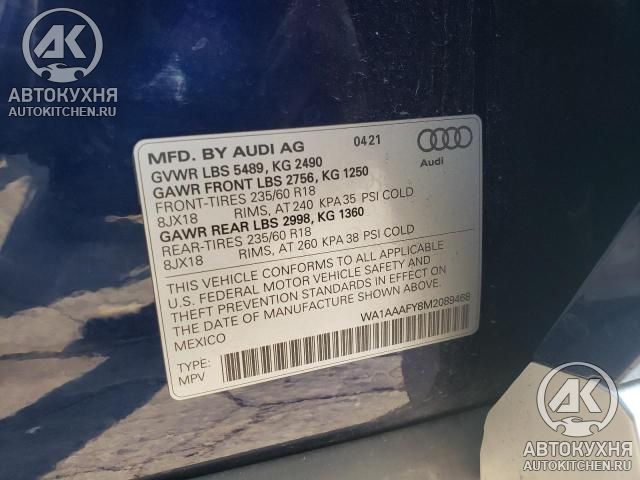 AK
АВТОКУХНЯ
AUTOKITCHEN.RU
MFD. BY AUDI AG 04 21
GVWR LBS 5489, KG 2490
GAWR FRONT LBS 2756, KG 1250
FRONT-TIRES 235/60 R18
8JX18 RIMS, AT 240 KPA 35 PSI COLD
GAWR REAR LBS 2998, KG 1360
REAR-TIRES 235/60 R18
8JX18 RIMS, AT 260 KPA 38 PSI COLD
Audi
THIS VEHICLE CONFORMS TO ALL APPLICABLE
U.S. FEDERAL MOTOR VEHICLE SAFETY AND
THEFT PREVENTION STANDARDS IN EFFECT ON
THE DATE OF MANUFACTURE SHOWN ABOVE.
MEXICO
WA1AAAFY8M2089468
TYPE:
MPV
AK
АВТОКУХНЯ
AUTOKITCHEN.RU